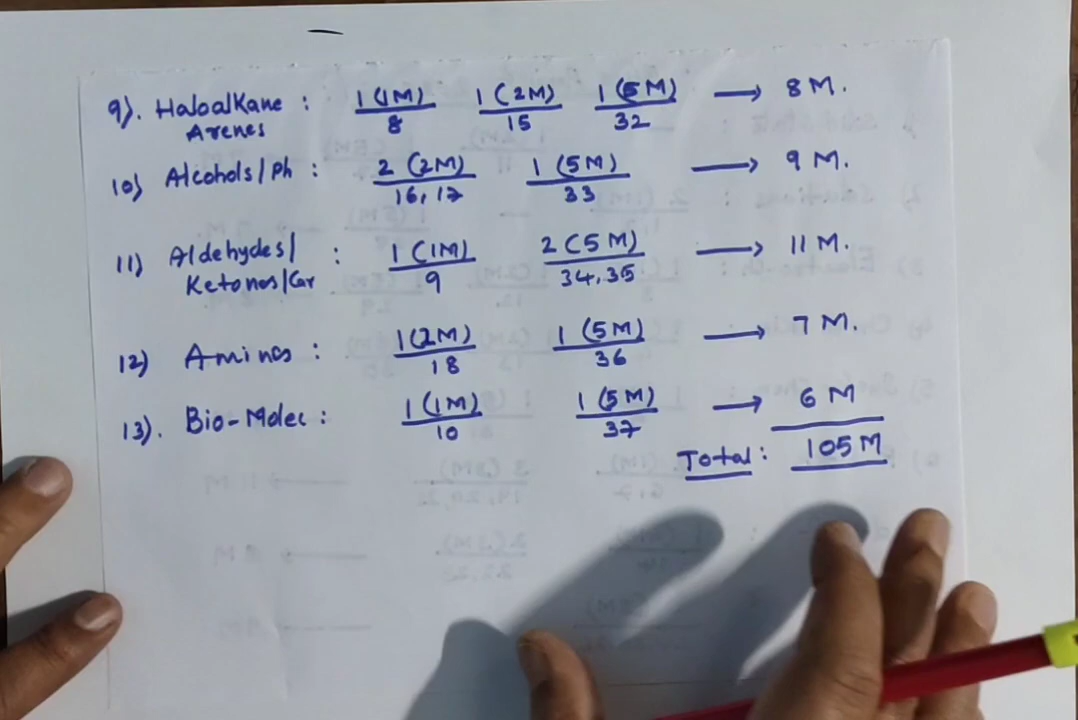 9). Haloalkane : 1 (1M) 1 (2M) 1 (5M) → 8 M.
Arenes 8 15 32
10) Alcohols/Ph : 2 (2M) 1 (5M) → 9 M.
16, 17 33
11) Aldehydes/ : 1 (1M) 2 (5M) → 11 M.
Ketones/Car 9 34, 35
12) Amines : 1(2M) 1 (5M) → 7 M.
18 36
13). Bio-Molec : 1 (1M) 1 (5M) → 6 M
10 37
Total : 105 M